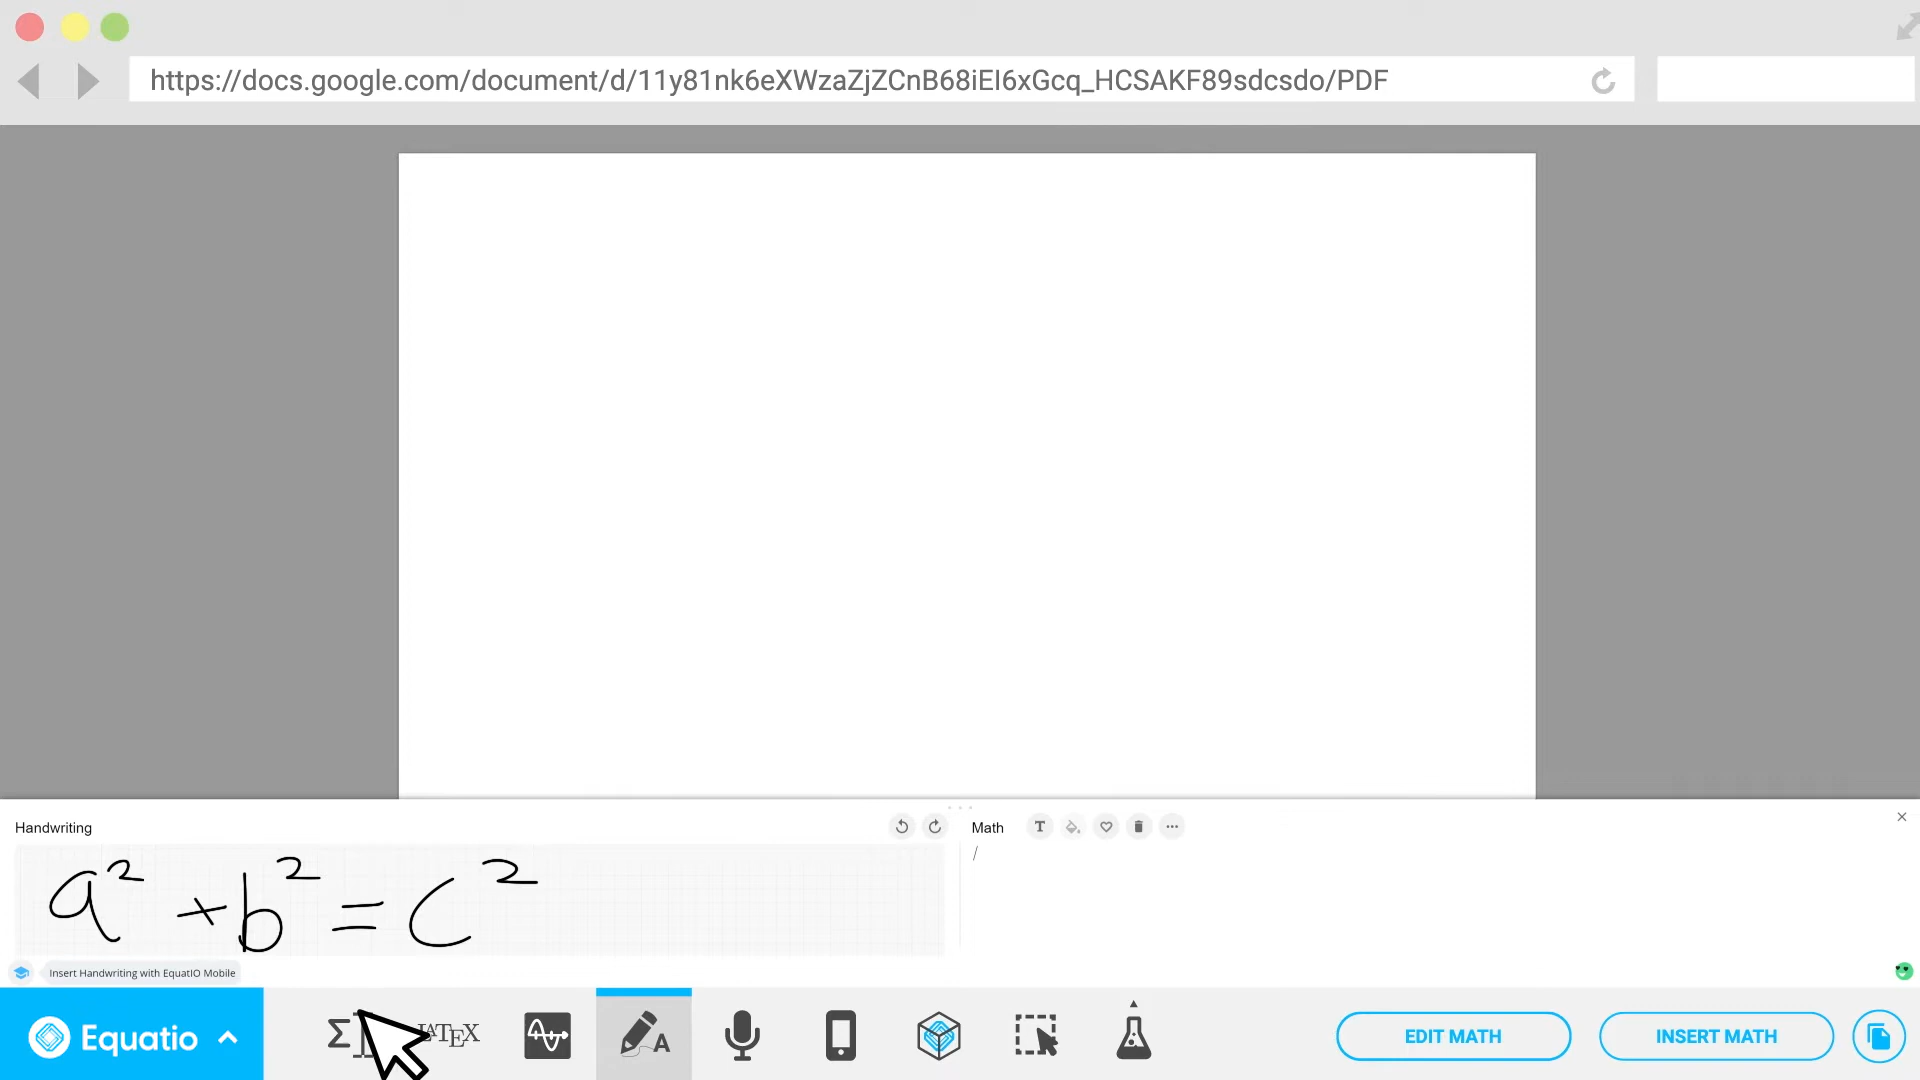 https://docs.google.com/document/d/11y81nk6eXWzaZjZCnB68iEI6xGcq_HCSAKF89sdcsdo/PDF
Handwriting
Math
T
/
a² + b² = c²
Insert Handwriting with EquatIO Mobile
Equatio
Σ
LATEX
A
EDIT MATH
INSERT MATH